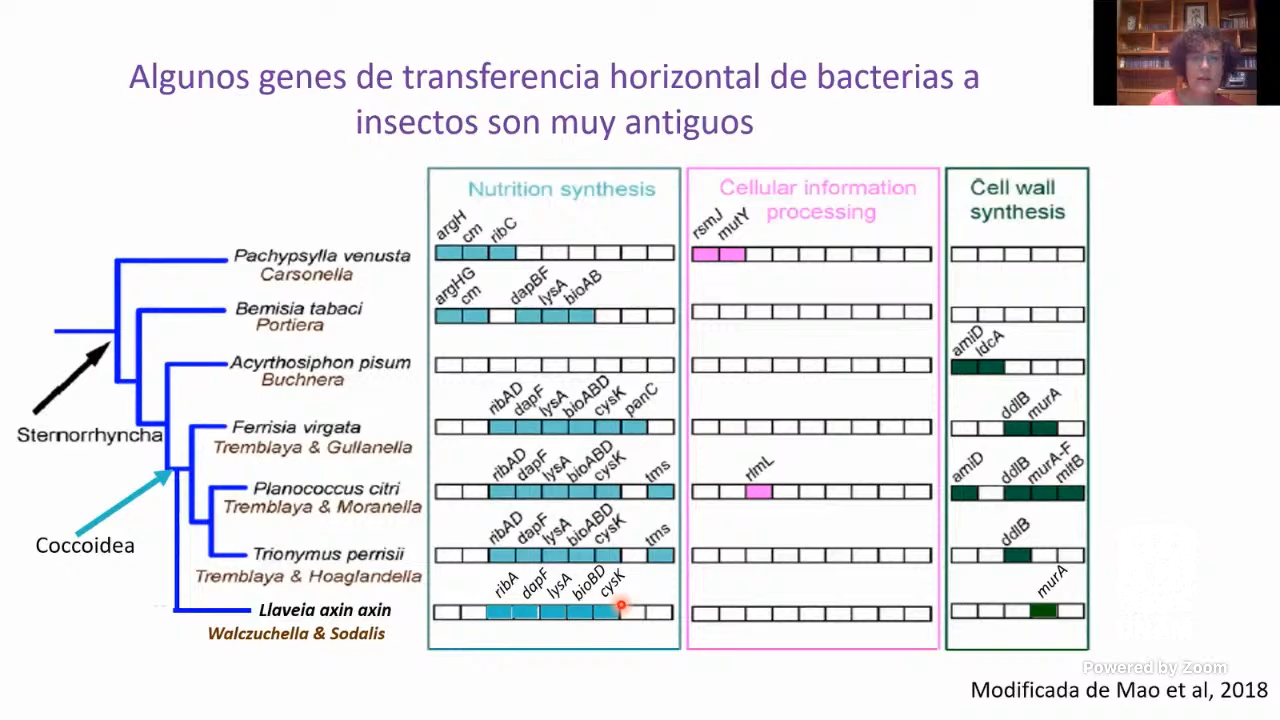 Algunos genes de transferencia horizontal de bacterias a
insectos son muy antiguos
Nutrition synthesis
Cellular information
processing
Cell wall
synthesis
argH cm ribC
rsmJ mutY
Pachypsylla venusta
Carsonella
argHG cm dapBF lysA bioAB
Bemisia tabaci
Portiera
amiD ldcA
Acyrthosiphon pisum
Buchnera
Sternorrhyncha
ribAD dapF lysA bioABD cysK panC
ddlB murA
Ferrisia virgata
Tremblaya & Gullanella
ribAD dapF lysA bioABD cysK tms
rlmL
amiD ddlB murA-F mltB
Planococcus citri
Tremblaya & Moranella
Coccoidea
ribAD dapF lysA bioABD cysK tms
ddlB
Trionymus perrisii
Tremblaya & Hoaglandella
ribA dapF lysA bioBD cysK
murA
Llaveia axin axin
Walczuchella & Sodalis
UNAM
Powered by Zoom
Modificada de Mao et al, 2018